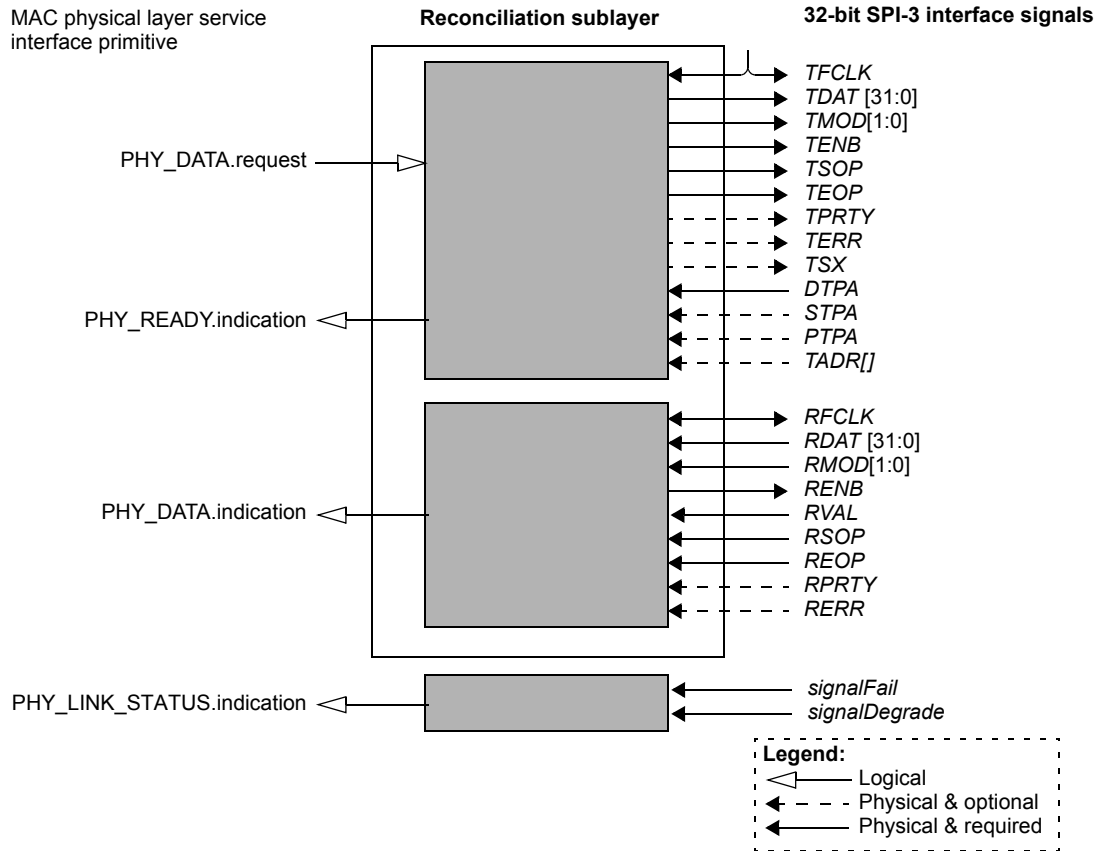 MAC physical layer service
interface primitive
Reconciliation sublayer
32-bit SPI-3 interface signals
TFCLK
TDAT [31:0]
TMOD[1:0]
TENB
TSOP
TEOP
TPRTY
TERR
TSX
DTPA
STPA
PTPA
TADR[]
PHY_DATA.request
PHY_READY.indication
RFCLK
RDAT [31:0]
RMOD[1:0]
RENB
RVAL
RSOP
REOP
RPRTY
RERR
PHY_DATA.indication
PHY_LINK_STATUS.indication
signalFail
signalDegrade
Legend:
Logical
Physical & optional
Physical & required